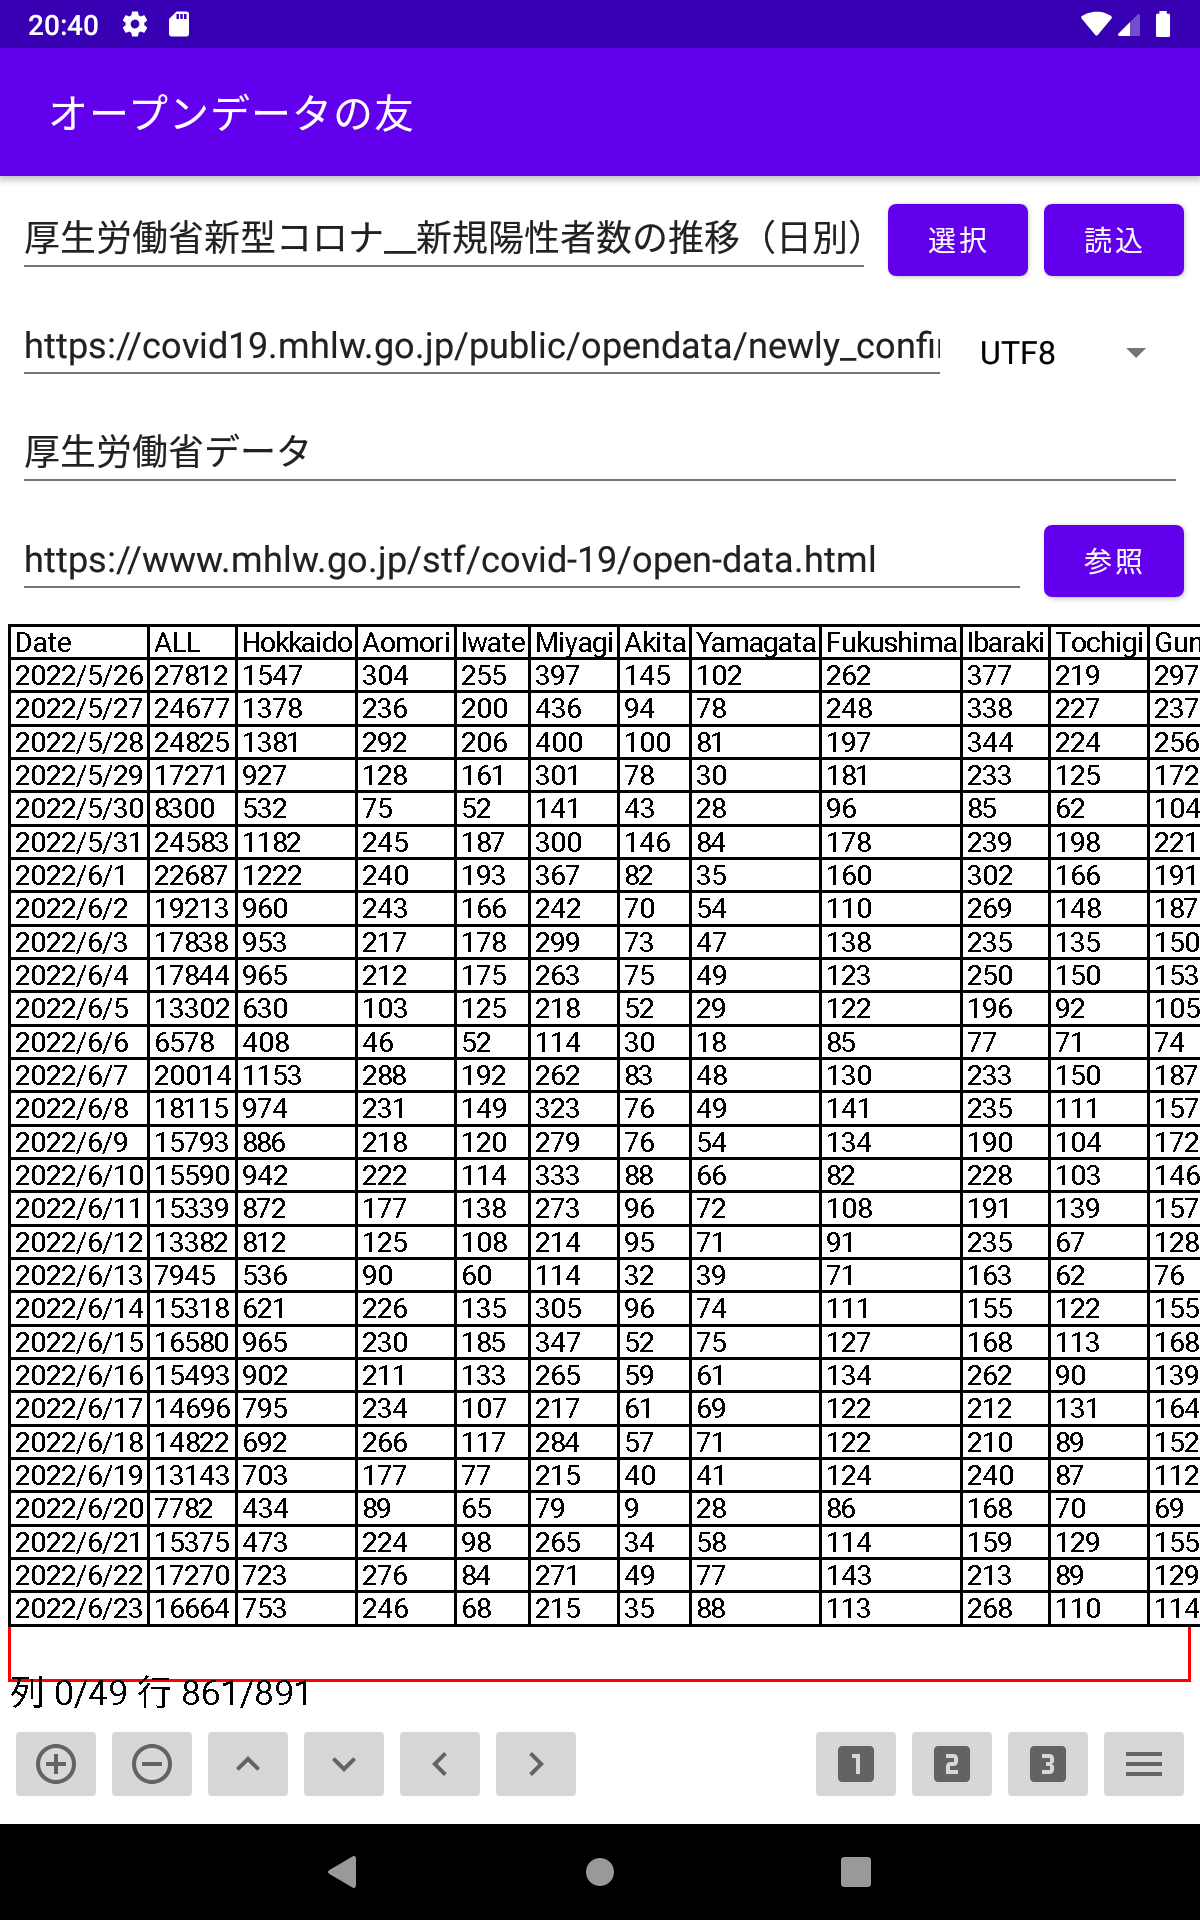 20:40
オープンデータの友
厚生労働省新型コロナ__新規陽性者数の推移（日別） 選択 読込
https://covid19.mhlw.go.jp/public/opendata/newly_confi UTF8
厚生労働省データ
https://www.mhlw.go.jp/stf/covid-19/open-data.html 参照
Date ALL Hokkaido Aomori Iwate Miyagi Akita Yamagata Fukushima Ibaraki Tochigi Gun
2022/5/26 27812 1547 304 255 397 145 102 262 377 219 297
2022/5/27 24677 1378 236 200 436 94 78 248 338 227 237
2022/5/28 24825 1381 292 206 400 100 81 197 344 224 256
2022/5/29 17271 927 128 161 301 78 30 181 233 125 172
2022/5/30 8300 532 75 52 141 43 28 96 85 62 104
2022/5/31 24583 1182 245 187 300 146 84 178 239 198 221
2022/6/1 22687 1222 240 193 367 82 35 160 302 166 191
2022/6/2 19213 960 243 166 242 70 54 110 269 148 187
2022/6/3 17838 953 217 178 299 73 47 138 235 135 150
2022/6/4 17844 965 212 175 263 75 49 123 250 150 153
2022/6/5 13302 630 103 125 218 52 29 122 196 92 105
2022/6/6 6578 408 46 52 114 30 18 85 77 71 74
2022/6/7 20014 1153 288 192 262 83 48 130 233 150 187
2022/6/8 18115 974 231 149 323 76 49 141 235 111 157
2022/6/9 15793 886 218 120 279 76 54 134 190 104 172
2022/6/10 15590 942 222 114 333 88 66 82 228 103 146
2022/6/11 15339 872 177 138 273 96 72 108 191 139 157
2022/6/12 13382 812 125 108 214 95 71 91 235 67 128
2022/6/13 7945 536 90 60 114 32 39 71 163 62 76
2022/6/14 15318 621 226 135 305 96 74 111 155 122 155
2022/6/15 16580 965 230 185 347 52 75 127 168 113 168
2022/6/16 15493 902 211 133 265 59 61 134 262 90 139
2022/6/17 14696 795 234 107 217 61 69 122 212 131 164
2022/6/18 14822 692 266 117 284 57 71 122 210 89 152
2022/6/19 13143 703 177 77 215 40 41 124 240 87 112
2022/6/20 7782 434 89 65 79 9 28 86 168 70 69
2022/6/21 15375 473 224 98 265 34 58 114 159 129 155
2022/6/22 17270 723 276 84 271 49 77 143 213 89 129
2022/6/23 16664 753 246 68 215 35 88 113 268 110 114
列 0/49 行 861/891
1 2 3